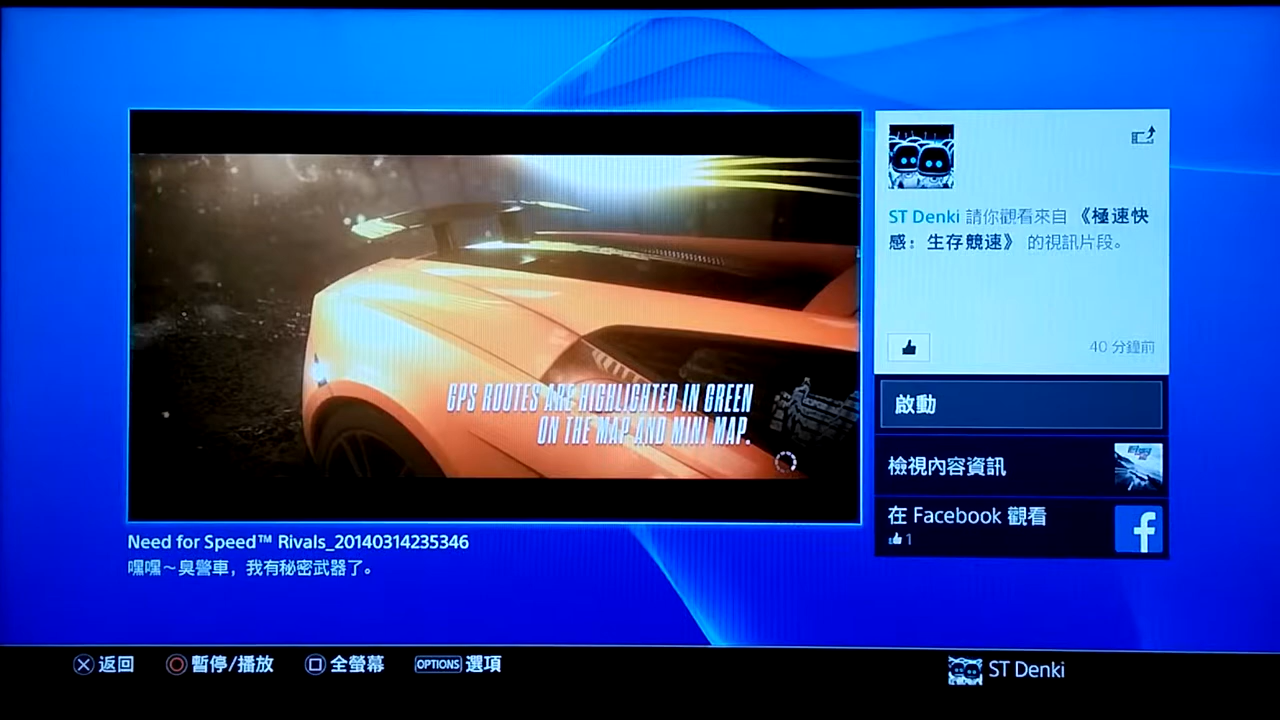 GPS ROUTES ARE HIGHLIGHTED IN GREEN
ON THE MAP AND MINI MAP.
Need for Speed™ Rivals_20140314235346
嘿嘿～臭警車，我有秘密武器了。
ST Denki 請你觀看來自 《極速快
感：生存競速》 的視訊片段。
40 分鐘前
啟動
檢視內容資訊
在 Facebook 觀看
1
返回
暫停/播放
全螢幕
OPTIONS 選項
ST Denki